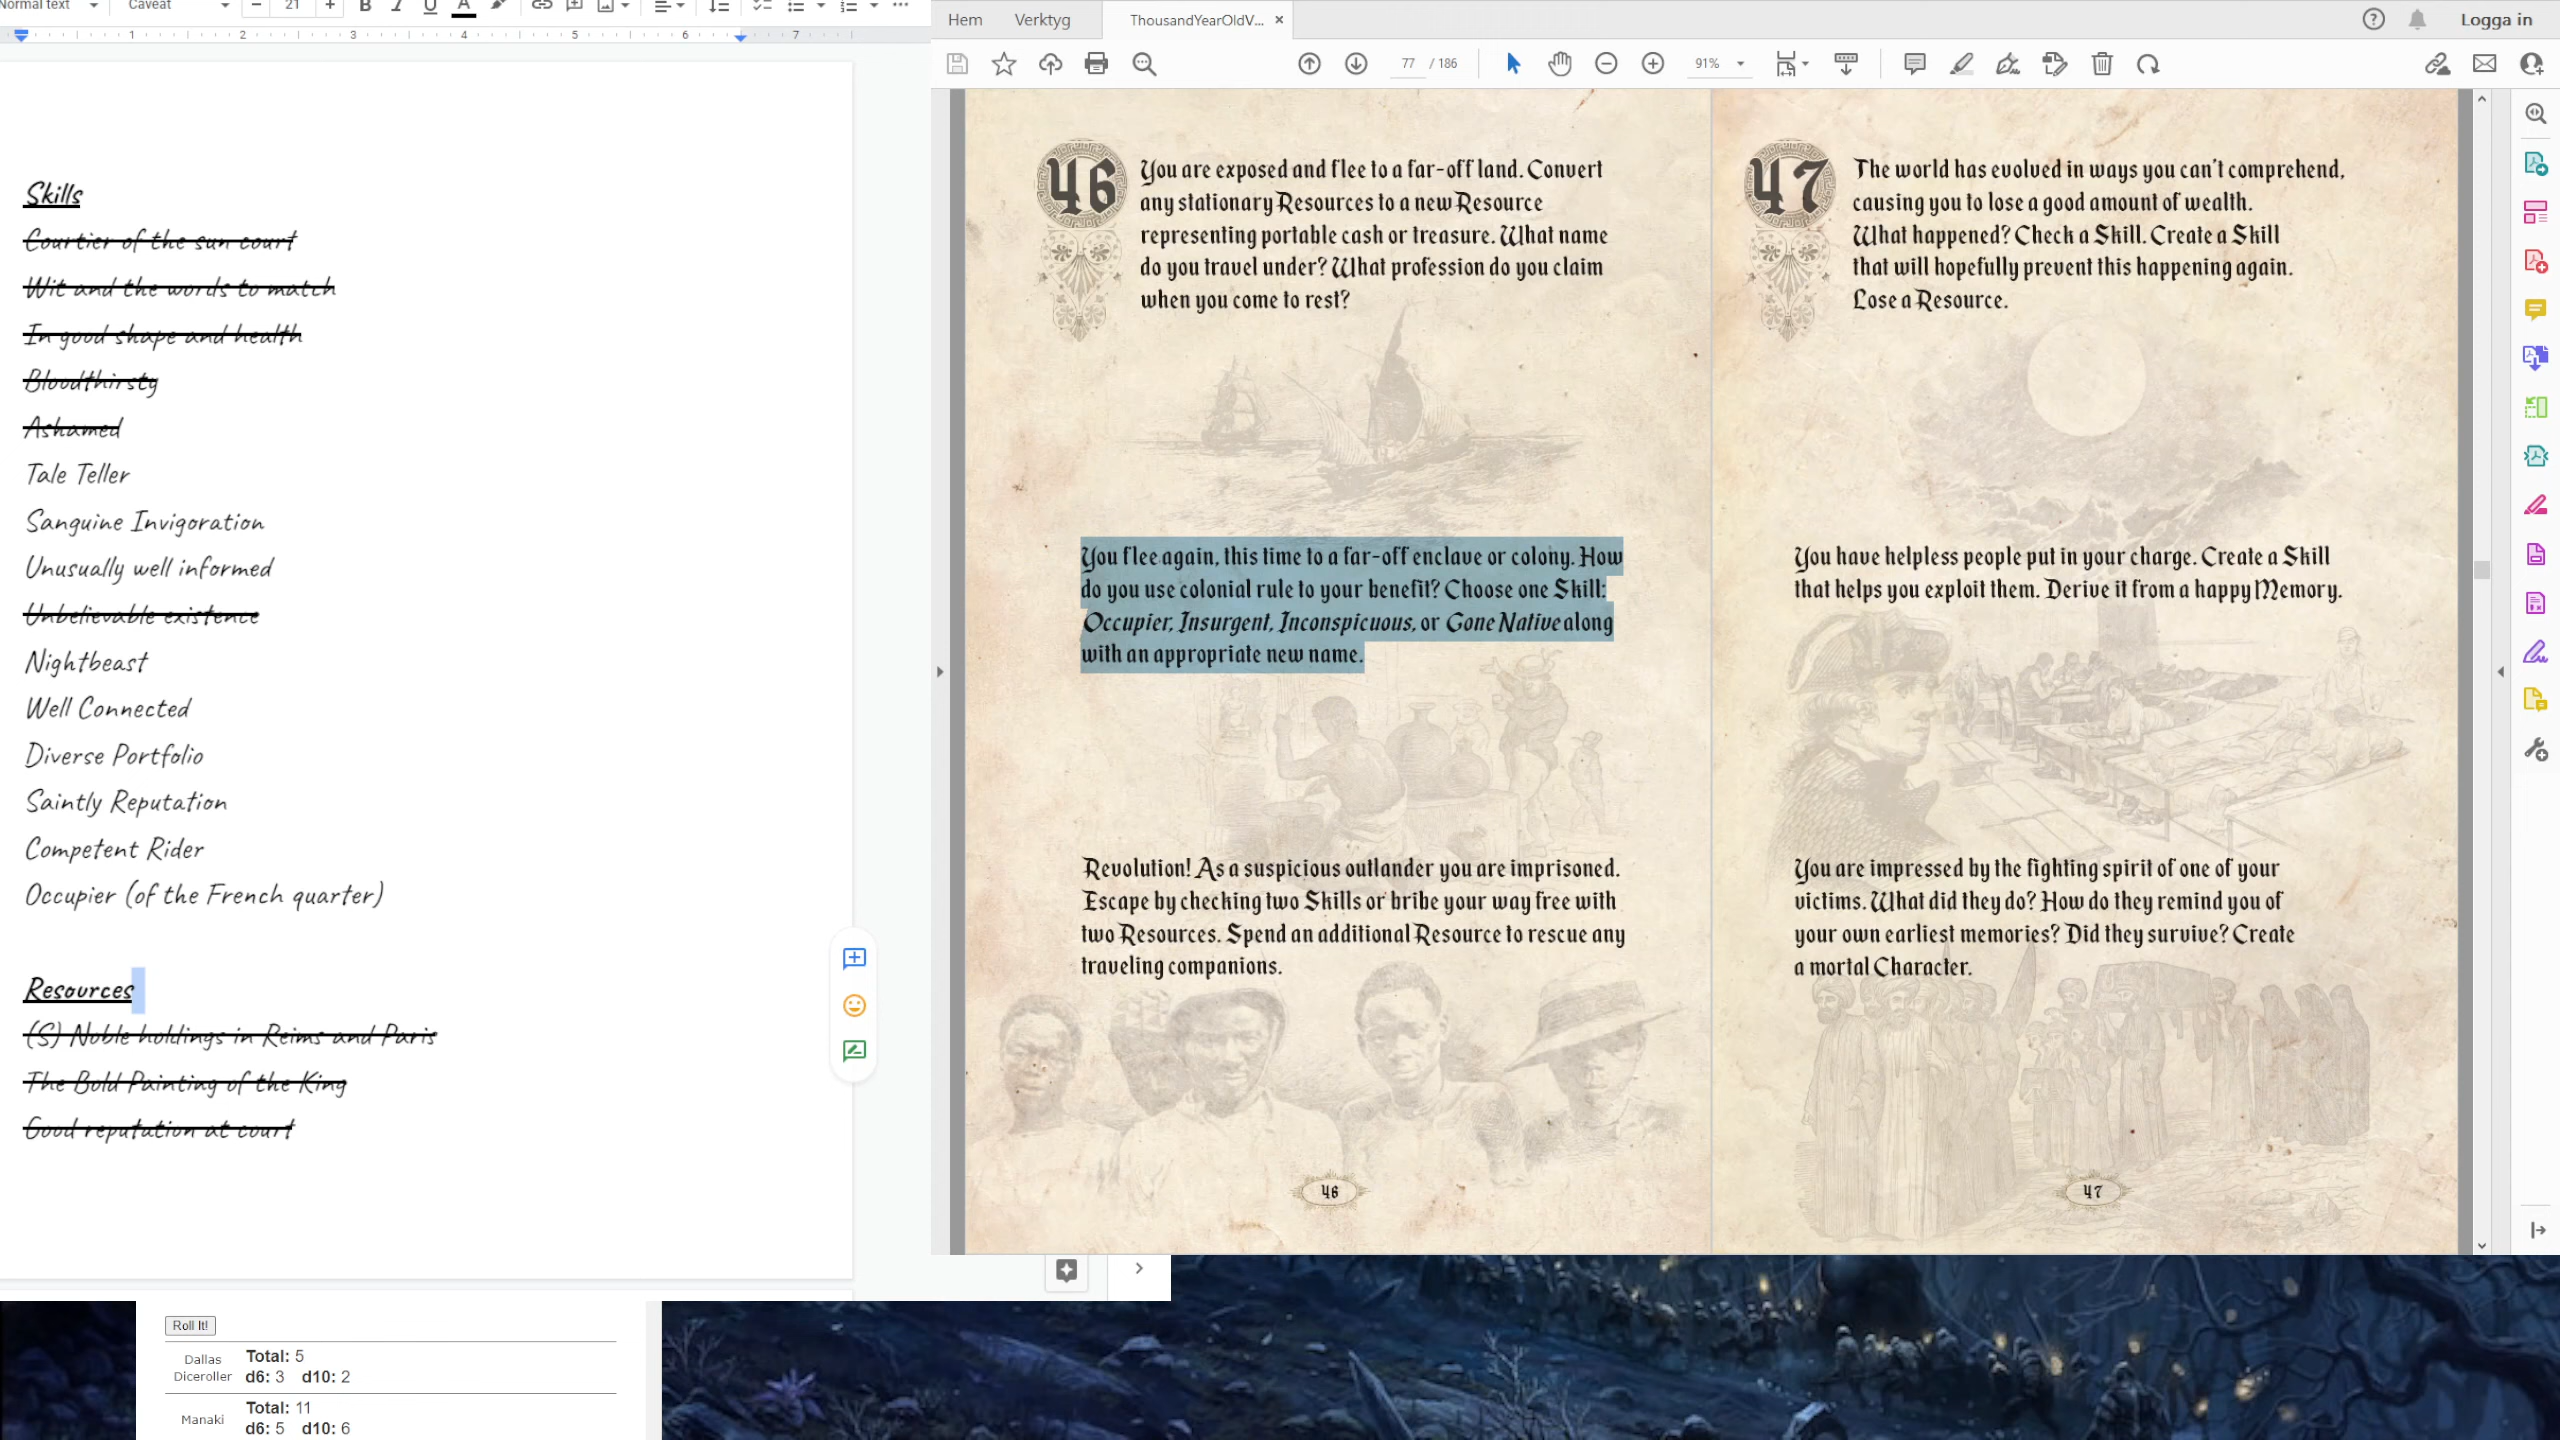 Normal text Caveat 21 B I U A
1 2 3 4 5 6 7
Skills
Courtier of the sun court
Wit and the words to match
In good shape and health
Bloodthirsty
Ashamed
Tale Teller
Sanguine Invigoration
Unusually well informed
Unbelievable existence
Nightbeast
Well Connected
Diverse Portfolio
Saintly Reputation
Competent Rider
Occupier (of the French quarter)
Resources
(S) Noble holdings in Reims and Paris
The Bold Painting of the King
Good reputation at court
Roll It!
Dallas Diceroller Total: 5
d6: 3 d10: 2
Manaki Total: 11
d6: 5 d10: 6
Hem Verktyg ThousandYearOldV... × Logga in
77 / 186 91%
46
You are exposed and flee to a far-off land. Convert
any stationary Resources to a new Resource
representing portable cash or treasure. What name
do you travel under? What profession do you claim
when you come to rest?
You flee again, this time to a far-off enclave or colony. How
do you use colonial rule to your benefit? Choose one Skill:
Occupier, Insurgent, Inconspicuous, or Gone Native along
with an appropriate new name.
Revolution! As a suspicious outlander you are imprisoned.
Escape by checking two Skills or bribe your way free with
two Resources. Spend an additional Resource to rescue any
traveling companions.
46
47
The world has evolved in ways you can't comprehend,
causing you to lose a good amount of wealth.
What happened? Check a Skill. Create a Skill
that will hopefully prevent this happening again.
Lose a Resource.
You have helpless people put in your charge. Create a Skill
that helps you exploit them. Derive it from a happy Memory.
You are impressed by the fighting spirit of one of your
victims. What did they do? How do they remind you of
your own earliest memories? Did they survive? Create
a mortal Character.
47